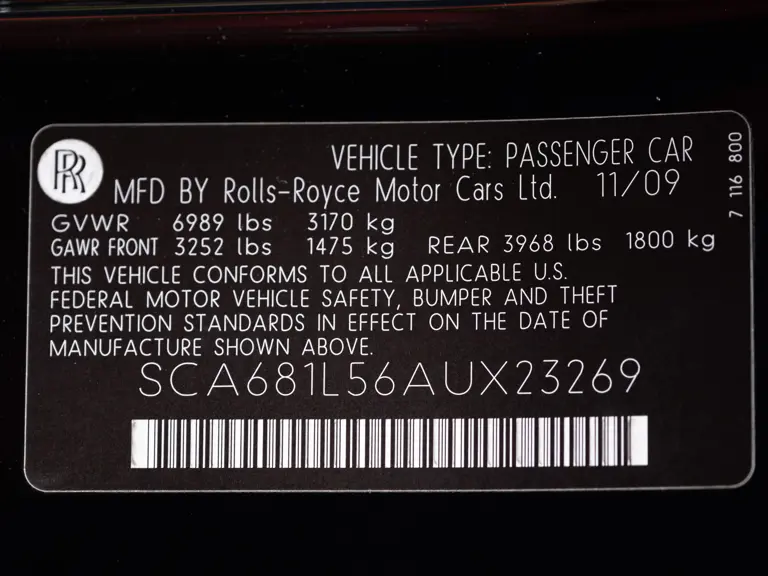 RR
VEHICLE TYPE: PASSENGER CAR
MFD BY Rolls-Royce Motor Cars Ltd. 11/09
GVWR 6989 lbs 3170 kg
GAWR FRONT 3252 lbs 1475 kg REAR 3968 lbs 1800 kg
THIS VEHICLE CONFORMS TO ALL APPLICABLE U.S.
FEDERAL MOTOR VEHICLE SAFETY, BUMPER AND THEFT
PREVENTION STANDARDS IN EFFECT ON THE DATE OF
MANUFACTURE SHOWN ABOVE.
SCA681L56AUX23269
7 116 800